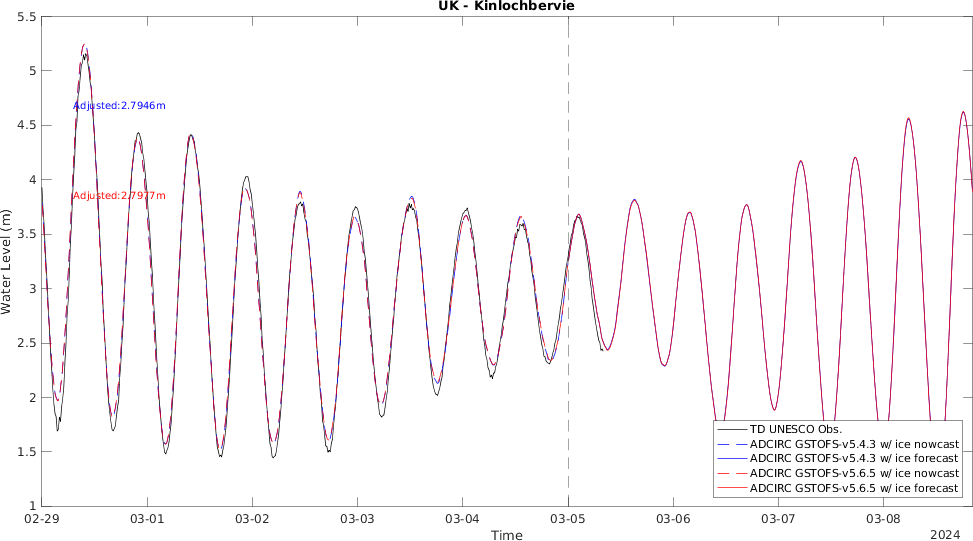 UK - Kinlochbervie
5.5
5
4.5
4
3.5
3
2.5
2
1.5
1
Water Level (m)
Adjusted:2.7946m
Adjusted:2.7977m
TD UNESCO Obs.
ADCIRC GSTOFS-v5.4.3 w/ ice nowcast
ADCIRC GSTOFS-v5.4.3 w/ ice forecast
ADCIRC GSTOFS-v5.6.5 w/ ice nowcast
ADCIRC GSTOFS-v5.6.5 w/ ice forecast
02-29 03-01 03-02 03-03 03-04 03-05 03-06 03-07 03-08
Time
2024